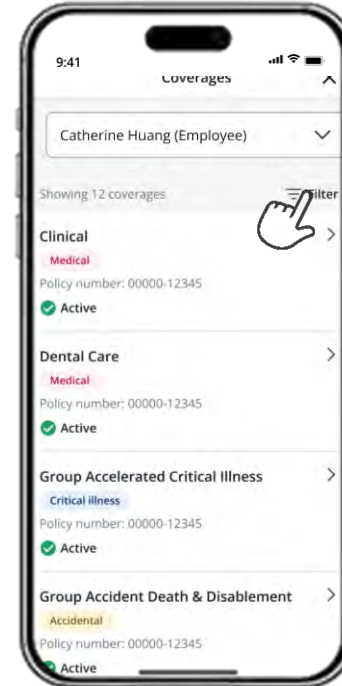 9:41
Coverages
Catherine Huang (Employee)
Showing 12 coverages
Filter
Clinical
Medical
Policy number: 00000-12345
Active
Dental Care
Medical
Policy number: 00000-12345
Active
Group Accelerated Critical Illness
Critical illness
Policy number: 00000-12345
Active
Group Accident Death & Disablement
Accidental
Policy number: 00000-12345
Active